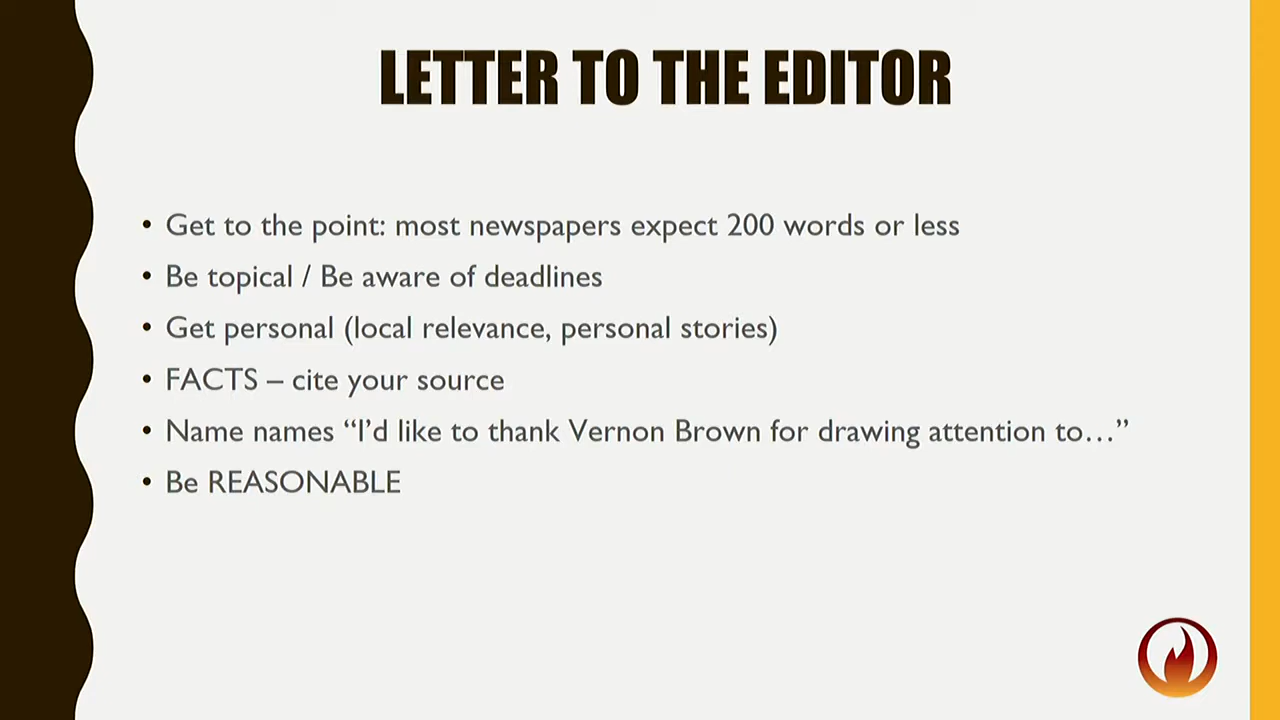 LETTER TO THE EDITOR
• Get to the point: most newspapers expect 200 words or less
• Be topical / Be aware of deadlines
• Get personal (local relevance, personal stories)
• FACTS – cite your source
• Name names “I’d like to thank Vernon Brown for drawing attention to…”
• Be REASONABLE